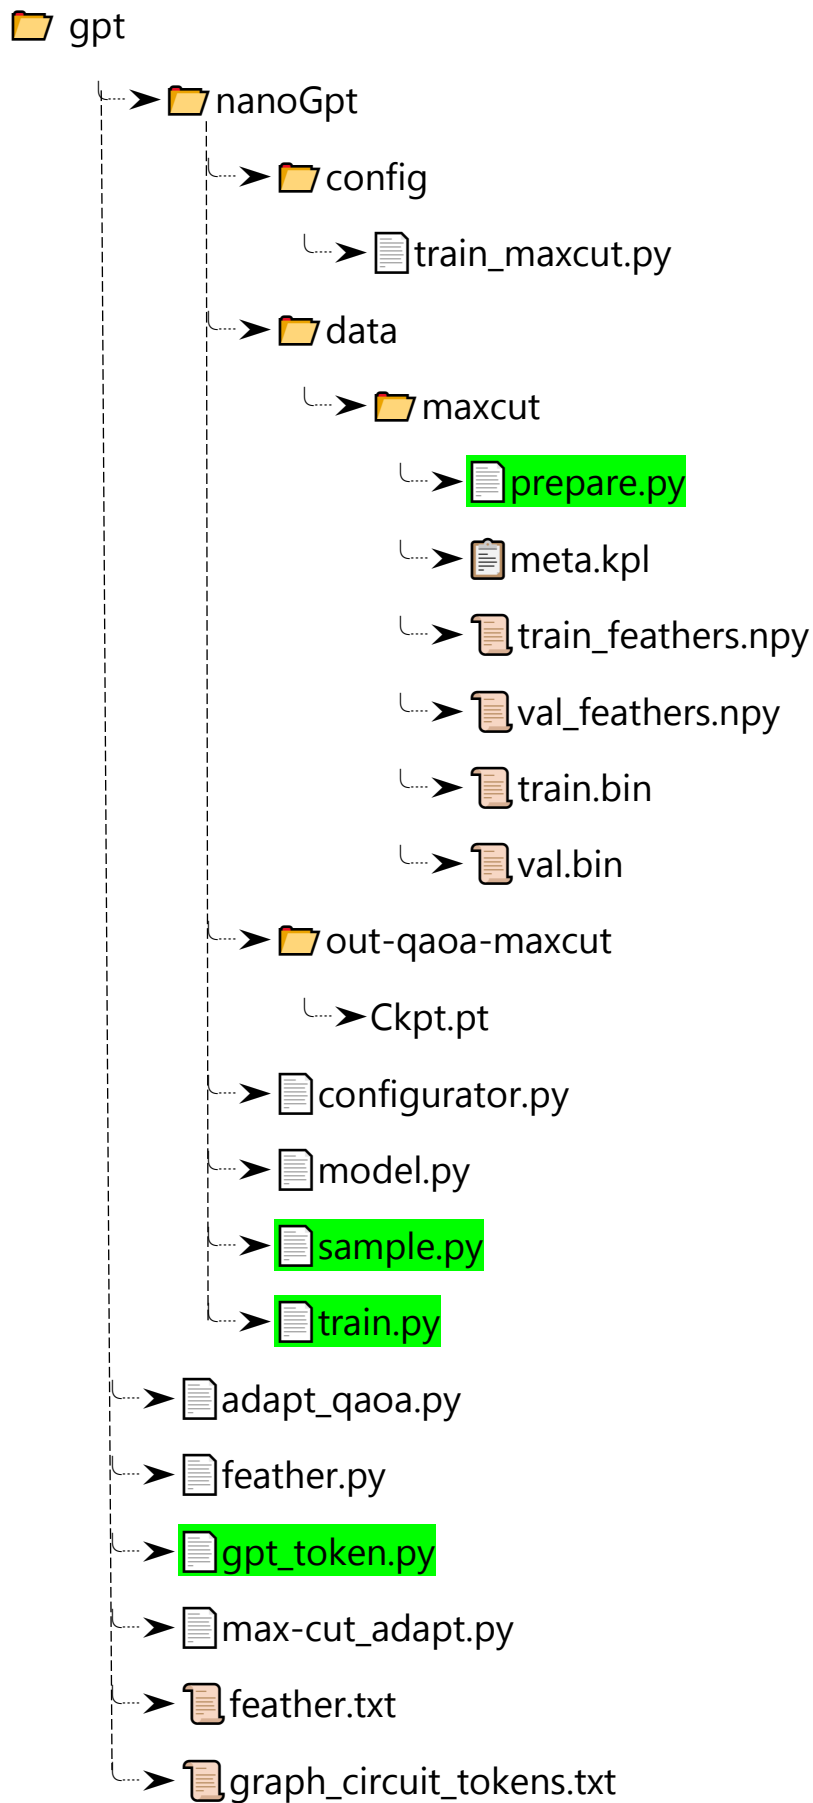 gpt
nanoGpt
config
train_maxcut.py
data
maxcut
prepare.py
meta.kpl
train_feathers.npy
val_feathers.npy
train.bin
val.bin
out-qaoa-maxcut
Ckpt.pt
configurator.py
model.py
sample.py
train.py
adapt_qaoa.py
feather.py
gpt_token.py
max-cut_adapt.py
feather.txt
graph_circuit_tokens.txt